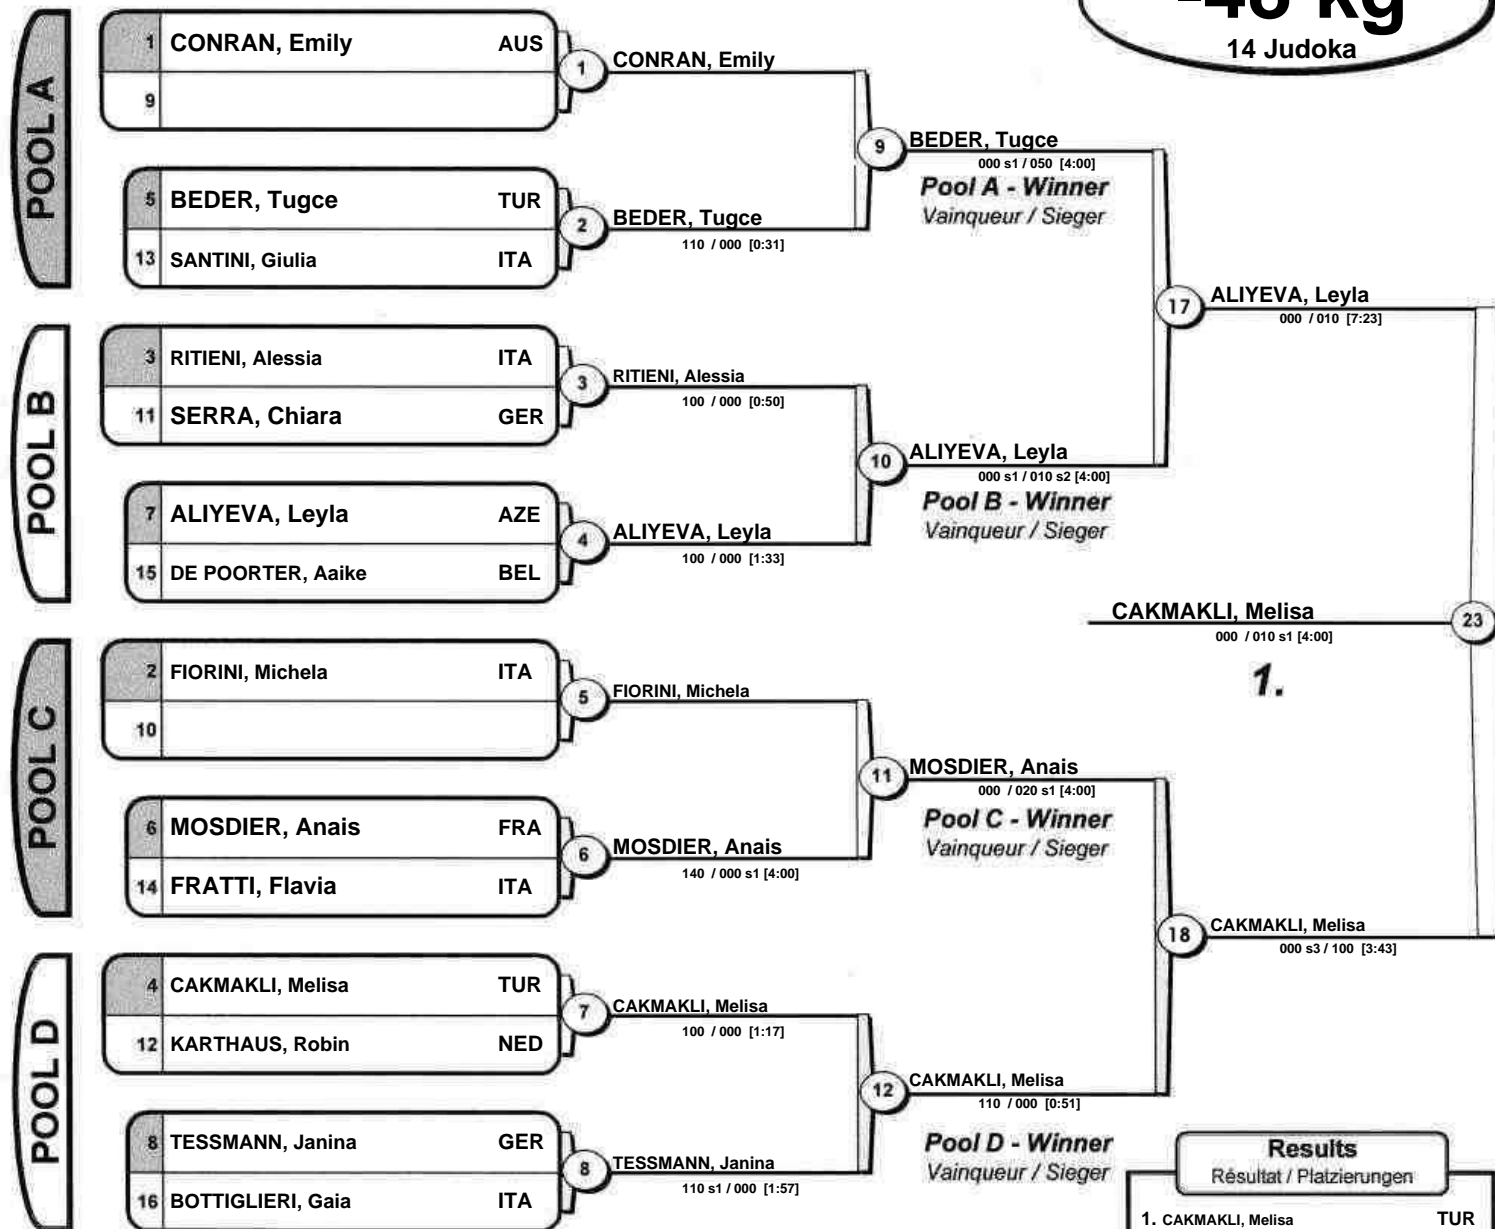 -48 kg
14 Judoka
POOL A
1 CONRAN, Emily AUS
9
1 CONRAN, Emily
5 BEDER, Tugce TUR
13 SANTINI, Giulia ITA
2 BEDER, Tugce
110 / 000 [0:31]
9 BEDER, Tugce
000 s1 / 050 [4:00]
Pool A - Winner
Vainqueur / Sieger
POOL B
3 RITIENI, Alessia ITA
11 SERRA, Chiara GER
3 RITIENI, Alessia
100 / 000 [0:50]
7 ALIYEVA, Leyla AZE
15 DE POORTER, Aaike BEL
4 ALIYEVA, Leyla
100 / 000 [1:33]
10 ALIYEVA, Leyla
000 s1 / 010 s2 [4:00]
Pool B - Winner
Vainqueur / Sieger
17 ALIYEVA, Leyla
000 / 010 [7:23]
CAKMAKLI, Melisa 23
000 / 010 s1 [4:00]
1.
POOL C
2 FIORINI, Michela ITA
10
5 FIORINI, Michela
6 MOSDIER, Anais FRA
14 FRATTI, Flavia ITA
6 MOSDIER, Anais
140 / 000 s1 [4:00]
11 MOSDIER, Anais
000 / 020 s1 [4:00]
Pool C - Winner
Vainqueur / Sieger
POOL D
4 CAKMAKLI, Melisa TUR
12 KARTHAUS, Robin NED
7 CAKMAKLI, Melisa
100 / 000 [1:17]
8 TESSMANN, Janina GER
16 BOTTIGLIERI, Gaia ITA
8 TESSMANN, Janina
110 s1 / 000 [1:57]
12 CAKMAKLI, Melisa
110 / 000 [0:51]
Pool D - Winner
Vainqueur / Sieger
18 CAKMAKLI, Melisa
000 s3 / 100 [3:43]
Results
Résultat / Platzierungen
1. CAKMAKLI, Melisa TUR